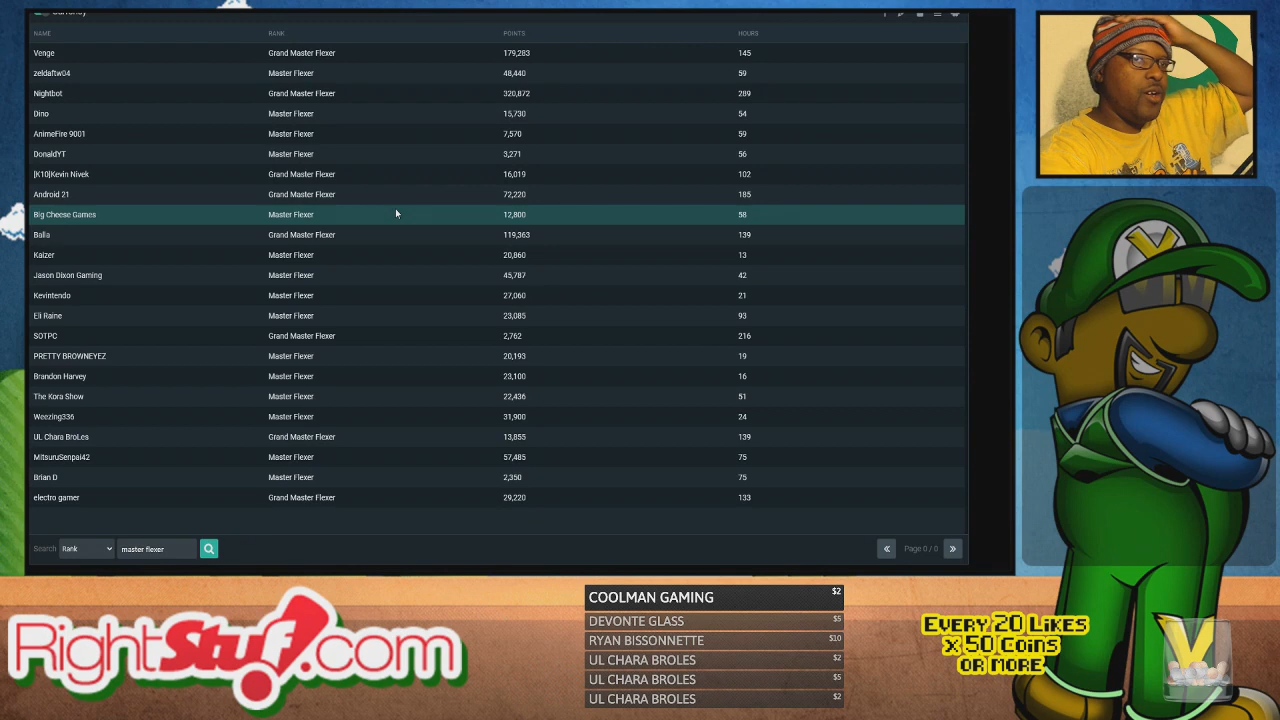 Currency
NAME RANK POINTS HOURS
Venge Grand Master Flexer 179,283 145
zeldaftw04 Master Flexer 48,440 59
Nightbot Grand Master Flexer 320,872 289
Dino Master Flexer 15,730 54
AnimeFire 9001 Master Flexer 7,570 59
DonaldYT Master Flexer 3,271 56
[K10]Kevin Nivek Grand Master Flexer 16,019 102
Android 21 Grand Master Flexer 72,220 185
Big Cheese Games Master Flexer 12,800 58
Balla Grand Master Flexer 119,363 139
Kaizer Master Flexer 20,860 13
Jason Dixon Gaming Master Flexer 45,787 42
Kevintendo Master Flexer 27,060 21
Eli Raine Master Flexer 23,085 93
SOTPC Grand Master Flexer 2,762 216
PRETTY BROWNEYEZ Master Flexer 20,193 19
Brandon Harvey Master Flexer 23,100 16
The Kora Show Master Flexer 22,436 51
Weezing336 Master Flexer 31,900 24
UL Chara BroLes Grand Master Flexer 13,855 139
MitsuruSenpai42 Master Flexer 57,485 75
Brian D Master Flexer 2,350 75
electro gamer Grand Master Flexer 29,220 133
Search Rank master flexer Page 0 / 0
RightStuf!.com
COOLMAN GAMING $2
DEVONTE GLASS $5
RYAN BISSONNETTE $10
UL CHARA BROLES $2
UL CHARA BROLES $5
UL CHARA BROLES $2
EVERY 20 LIKES
X 50 COINS
OR MORE
V
V